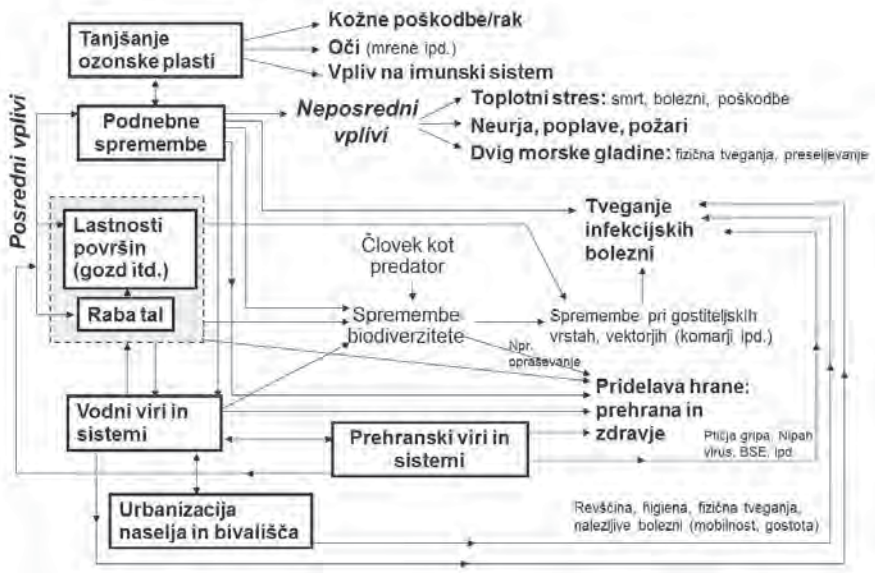 Tanjšanje
ozonske plasti
Kožne poškodbe/rak
Oči (mrene ipd.)
Vpliv na imunski sistem
Posredni vplivi
Podnebne
spremembe
Neposredni
vplivi
Toplotni stres: smrt, bolezni, poškodbe
Neurja, poplave, požari
Dvig morske gladine: fizična tveganja, preseljevanje
Lastnosti
površin
(gozd itd.)
Raba tal
Človek kot
predator
Tveganje
infekcijskih
bolezni
Spremembe
biodiverzitete
Spremembe pri gostiteljskih
vrstah, vektorjih (komarji ipd.)
Npr.
opraševanje
Pridelava hrane:
prehrana in
zdravje
Vodni viri in
sistemi
Prehranski viri in
sistemi
Ptičja gripa, Nipah
virus, BSE, ipd
Urbanizacija
naselja in bivališča
Revščina, higiena, fizična tveganja,
nalezljive bolezni (mobilnost, gostota)